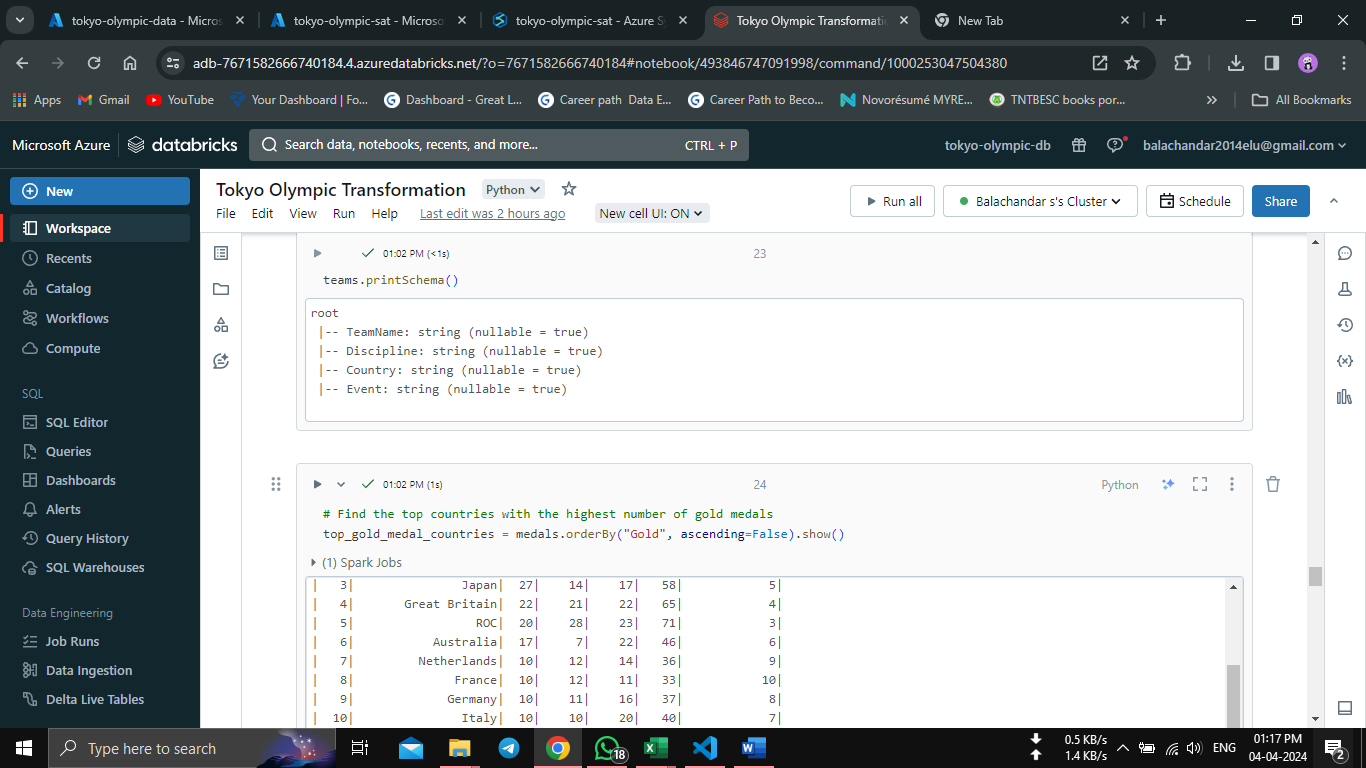 tokyo-olympic-data - Micros
tokyo-olympic-sat - Microso
tokyo-olympic-sat - Azure S
Tokyo Olympic Transformati
New Tab
adb-7671582666740184.4.azuredatabricks.net/?o=7671582666740184#notebook/493846747091998/command/1000253047504380
Apps
Gmail
YouTube
Your Dashboard | Fo...
Dashboard - Great L...
Career path Data E...
Career Path to Beco...
Novorésumé MYRE...
TNTBESC books por...
All Bookmarks
Microsoft Azure
databricks
Search data, notebooks, recents, and more...
CTRL + P
tokyo-olympic-db
balachandar2014elu@gmail.com
New
Workspace
Recents
Catalog
Workflows
Compute
SQL
SQL Editor
Queries
Dashboards
Alerts
Query History
SQL Warehouses
Data Engineering
Job Runs
Data Ingestion
Delta Live Tables
Tokyo Olympic Transformation
Python
File Edit View Run Help
Last edit was 2 hours ago
New cell UI: ON
Run all
Balachandar s's Cluster
Schedule
Share
01:02 PM (<1s)
23
teams.printSchema()
root
|-- TeamName: string (nullable = true)
|-- Discipline: string (nullable = true)
|-- Country: string (nullable = true)
|-- Event: string (nullable = true)
01:02 PM (1s)
24
Python
# Find the top countries with the highest number of gold medals
top_gold_medal_countries = medals.orderBy("Gold", ascending=False).show()
(1) Spark Jobs
| 3| Japan| 27| 14| 17| 58| 5|
| 4| Great Britain| 22| 21| 22| 65| 4|
| 5| ROC| 20| 28| 23| 71| 3|
| 6| Australia| 17| 7| 22| 46| 6|
| 7| Netherlands| 10| 12| 14| 36| 9|
| 8| France| 10| 12| 11| 33| 10|
| 9| Germany| 10| 11| 16| 37| 8|
| 10| Italy| 10| 10| 20| 40| 7|
Type here to search
18
0.5 KB/s
1.4 KB/s
ENG
01:17 PM
04-04-2024
2